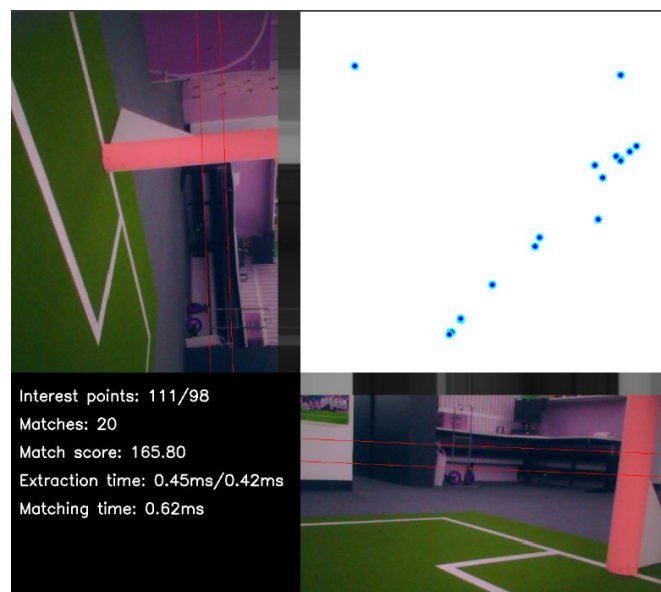 Interest points: 111/98
Matches: 20
Match score: 165.80
Extraction time: 0.45ms/0.42ms
Matching time: 0.62ms